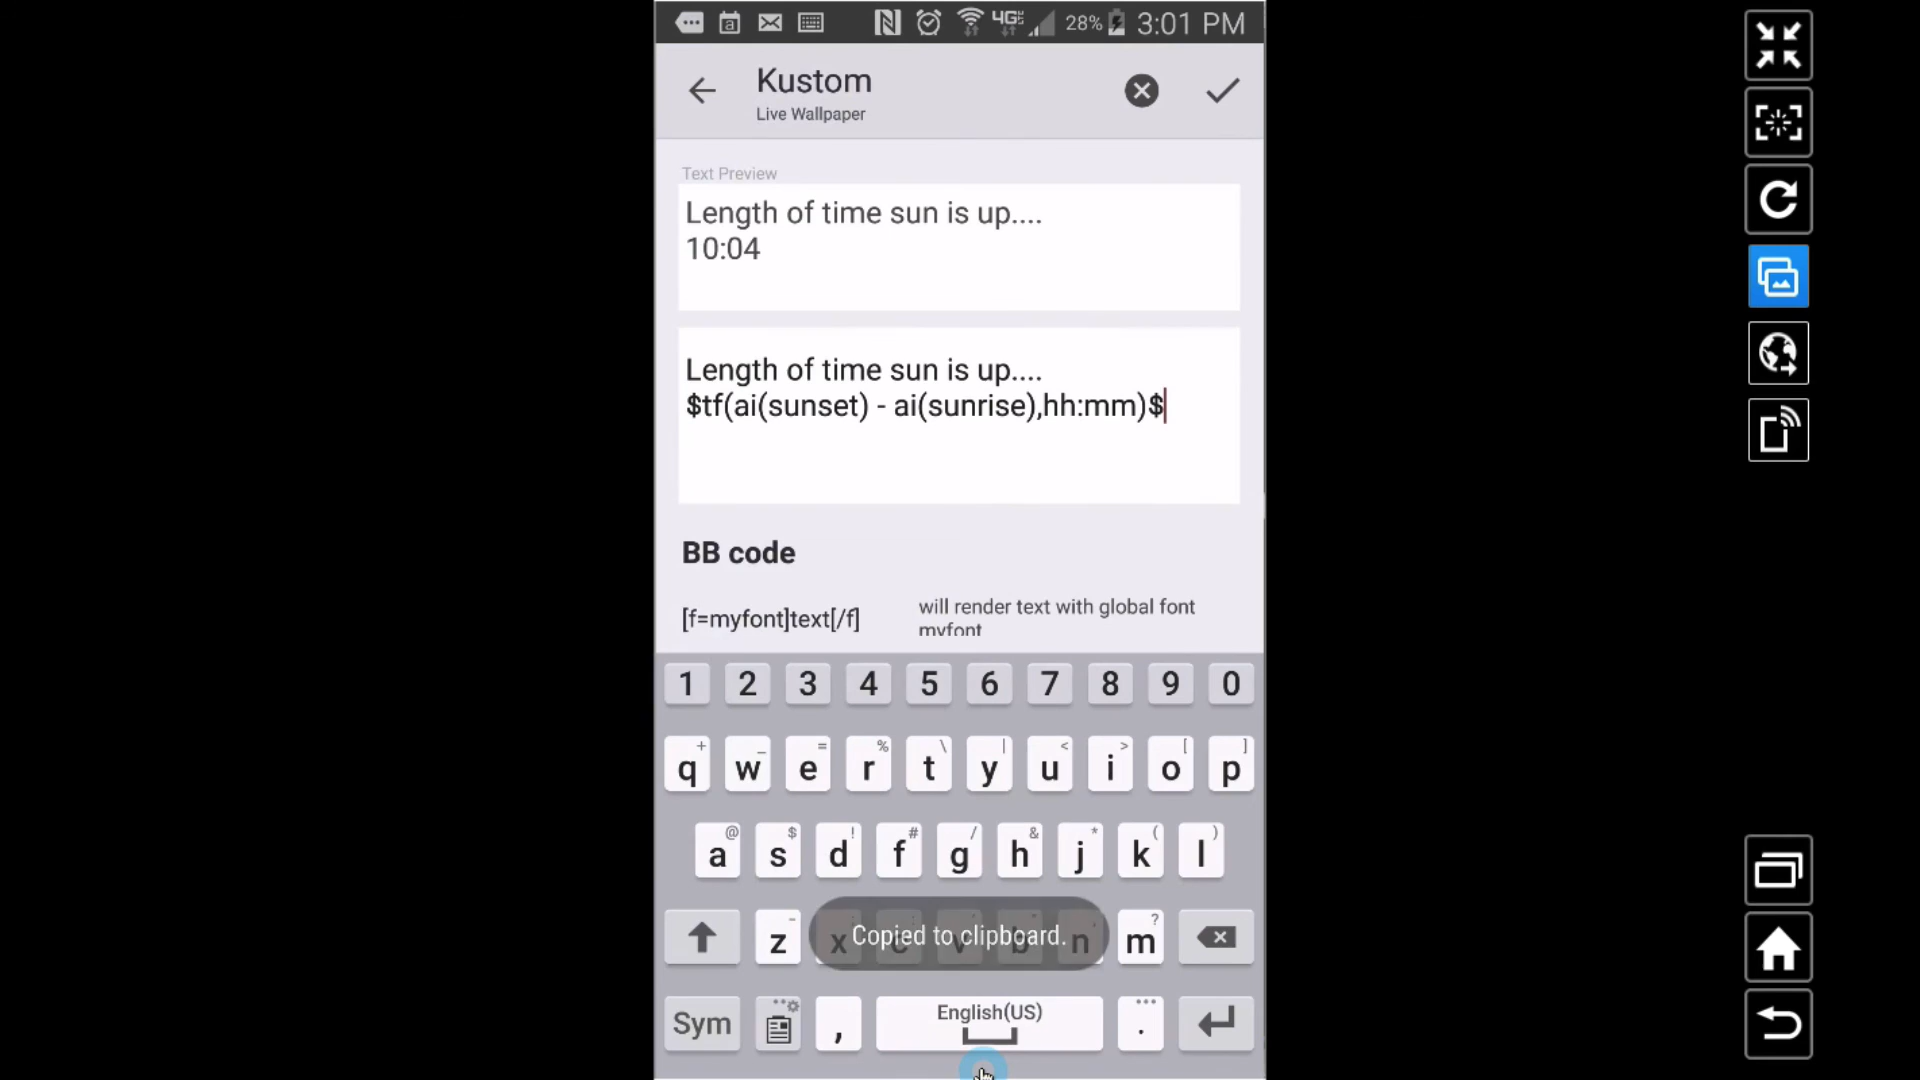 4G
28%
3:01 PM
Kustom
Live Wallpaper
Text Preview
Length of time sun is up....
10:04
Length of time sun is up....
$tf(ai(sunset) - ai(sunrise),hh:mm)$
BB code
[f=myfont]text[/f]
will render text with global font
myfont
1 2 3 4 5 6 7 8 9 0
+ _ = % \ | < > [ ]
q w e r t y u i o p
@ $ ! # / & * ( )
a s d f g h j k l
- ?
z x c v b n m
Copied to clipboard.
Sym , English(US) .